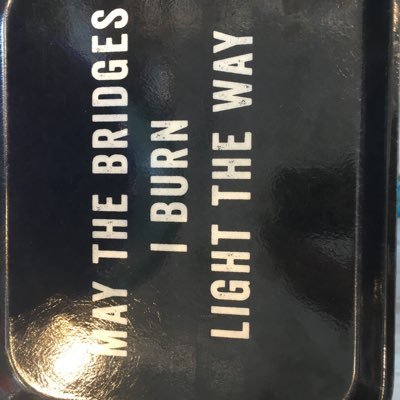 MAY THE BRIDGES
I BURN
LIGHT THE WAY